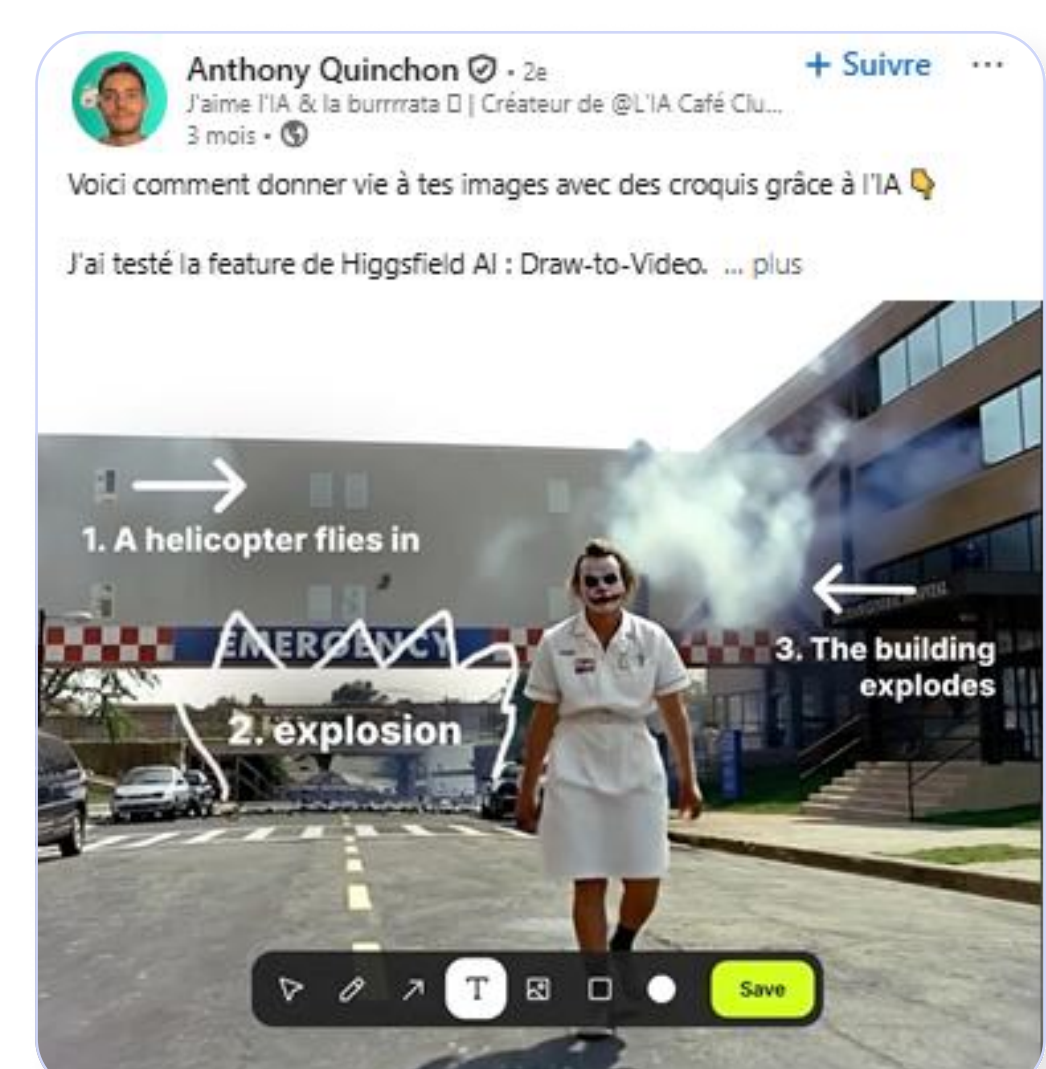 Anthony Quinchon • 2e
+ Suivre ...
J'aime l'IA & la burrrrata | Créateur de @L'IA Café Clu...
3 mois •
Voici comment donner vie à tes images avec des croquis grâce à l'IA 👇
J'ai testé la feature de Higgsfield AI : Draw-to-Video. ... plus
1. A helicopter flies in
EMERGENCY
3. The building
explodes
2. explosion
T
Save